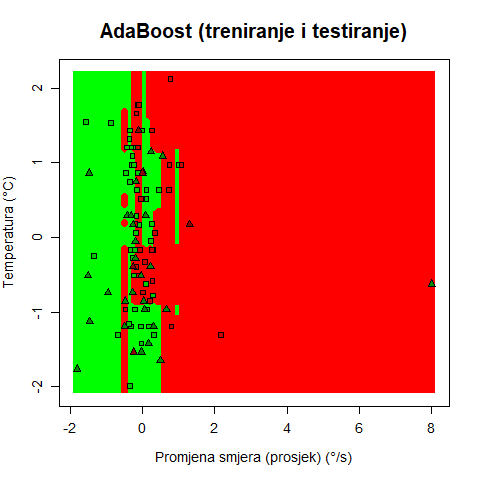 AdaBoost (treniranje i testiranje)
Temperatura (°C)
2
1
0
-1
-2
-2 0 2 4 6 8
Promjena smjera (prosjek) (°/s)